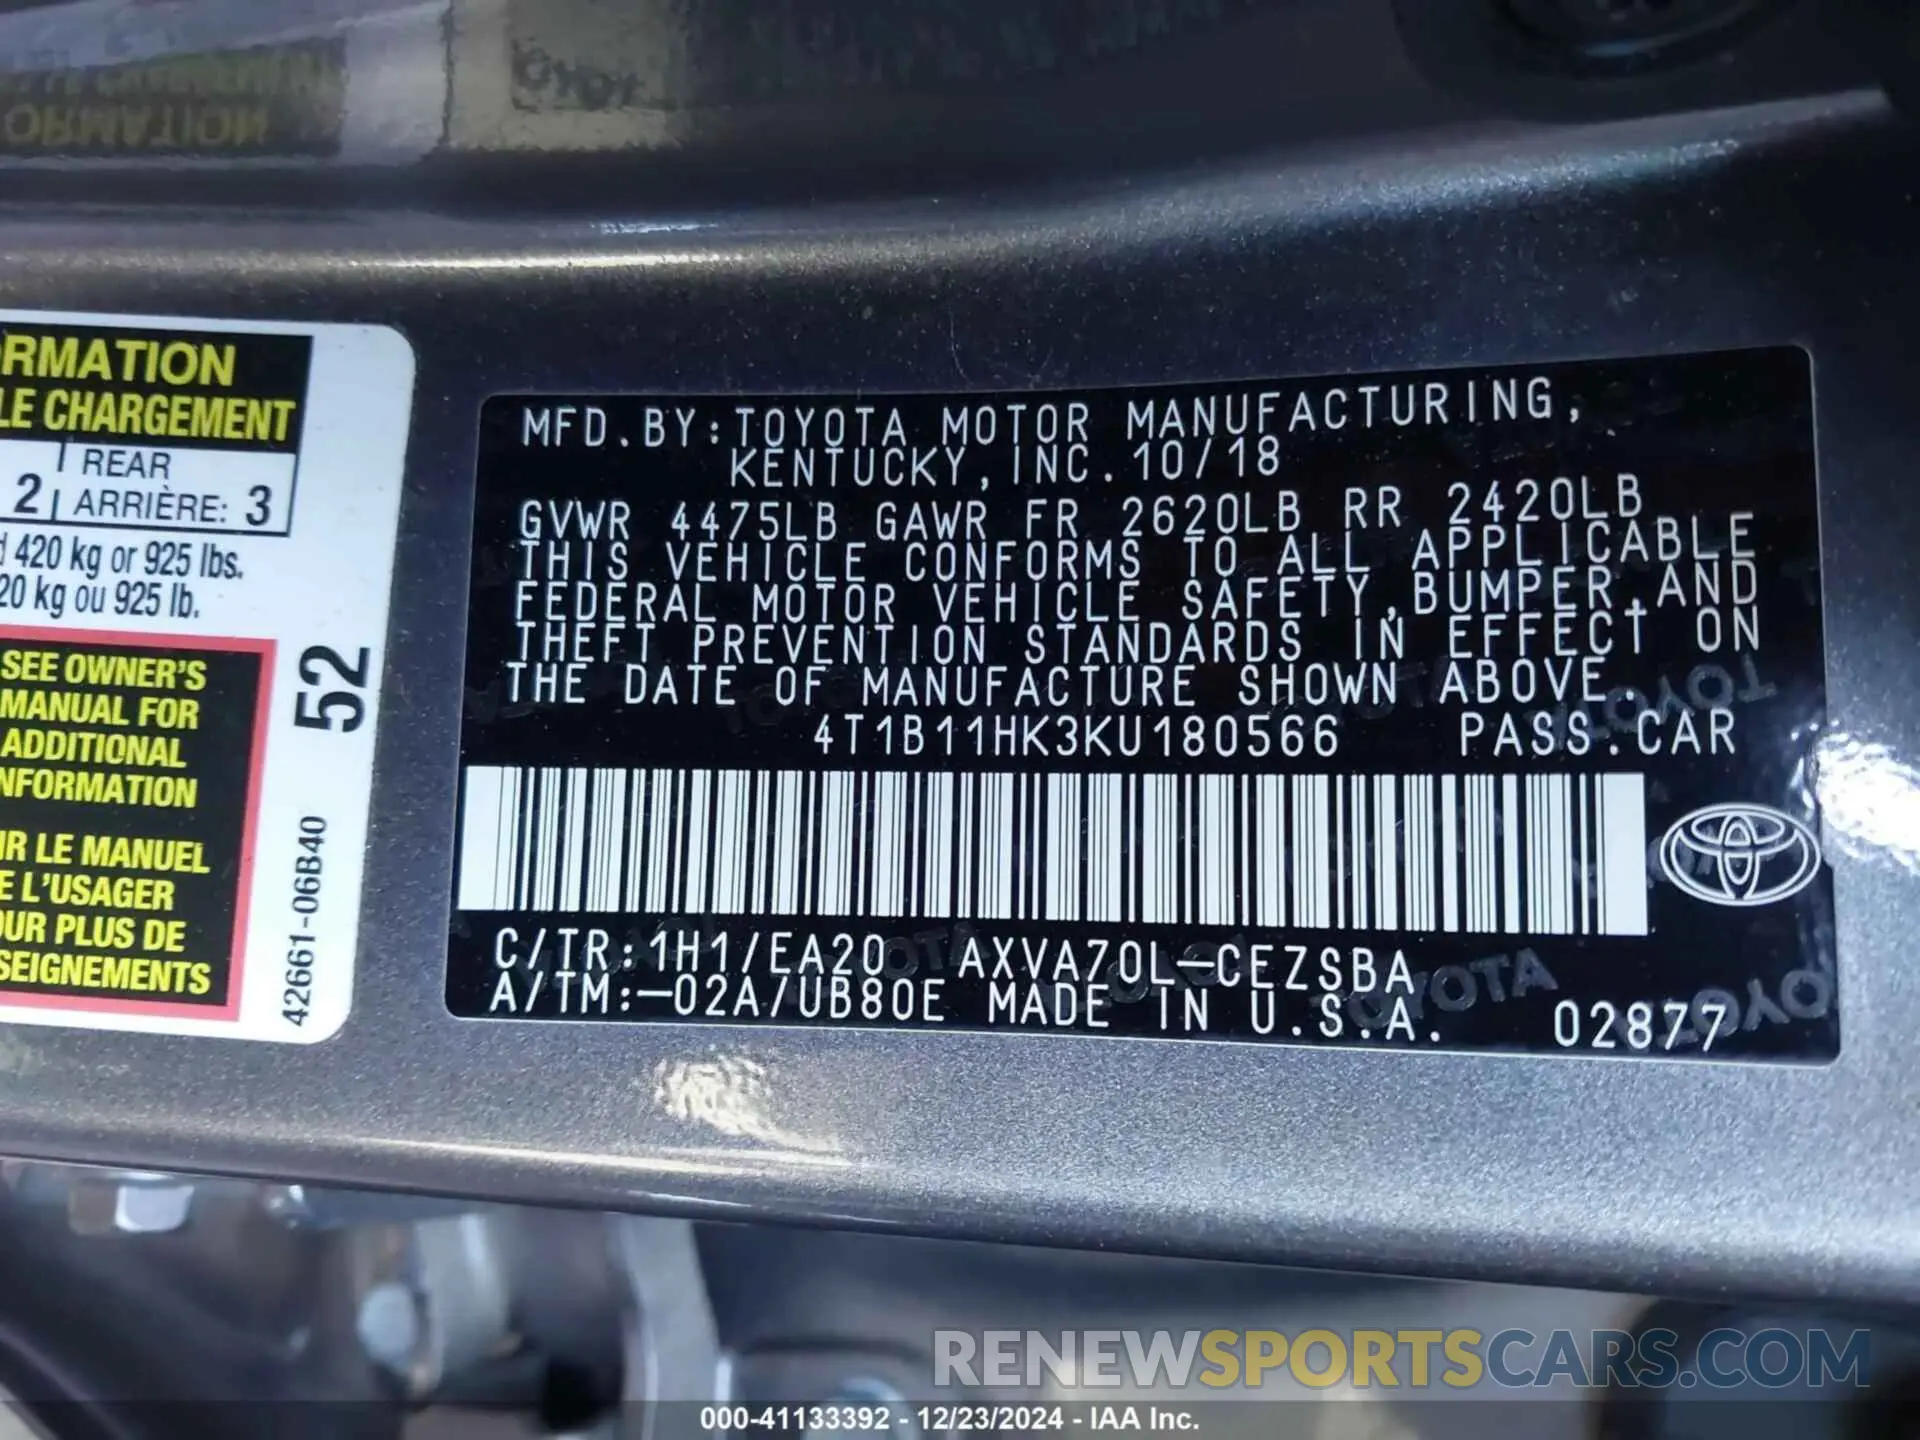 ORMATION
TOYOTA
RMATION
LE CHARGEMENT
2 REAR
ARRIÈRE: 3
420 kg or 925 lbs.
20 kg ou 925 lb.
SEE OWNER'S
MANUAL FOR
ADDITIONAL
NFORMATION
IR LE MANUEL
E L'USAGER
OUR PLUS DE
SEIGNEMENTS
52
42661-06B40
MFD.BY:TOYOTA MOTOR MANUFACTURING,
KENTUCKY,INC.10/18
GVWR 4475LB GAWR FR 2620LB RR 2420LB
THIS VEHICLE CONFORMS TO ALL APPLICABLE
FEDERAL MOTOR VEHICLE SAFETY,BUMPER,AND
THEFT PREVENTION STANDARDS IN EFFECT ON
THE DATE OF MANUFACTURE SHOWN ABOVE.
4T1B11HK3KU180566 PASS.CAR
C/TR:1H1/EA20 AXVA70L-CEZSBA
A/TM:-02A/UB80E MADE IN U.S.A. 02877
RENEWSPORTSCARS.COM
000-41133392 - 12/23/2024 - IAA Inc.